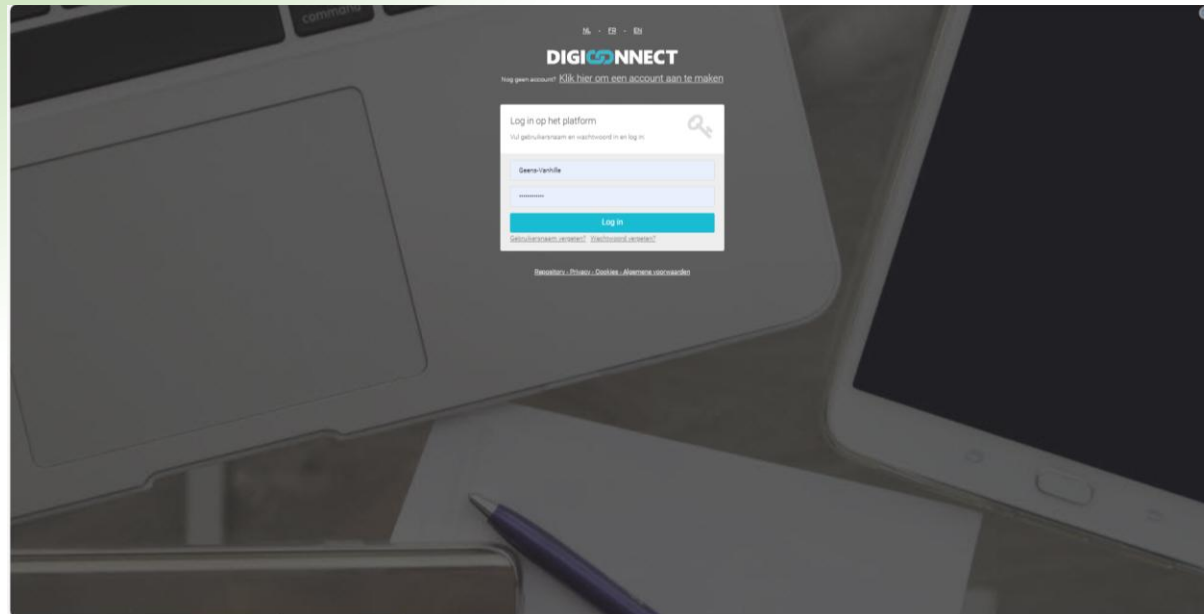 command
NL - FR - EN
DIGICONNECT
Nog geen account? Klik hier om een account aan te maken
Log in op het platform
Vul gebruikersnaam en wachtwoord in en log in
Geens-Vanhille
Log in
Gebruikersnaam vergeten? Wachtwoord vergeten?
Repository - Privacy - Cookies - Algemene voorwaarden